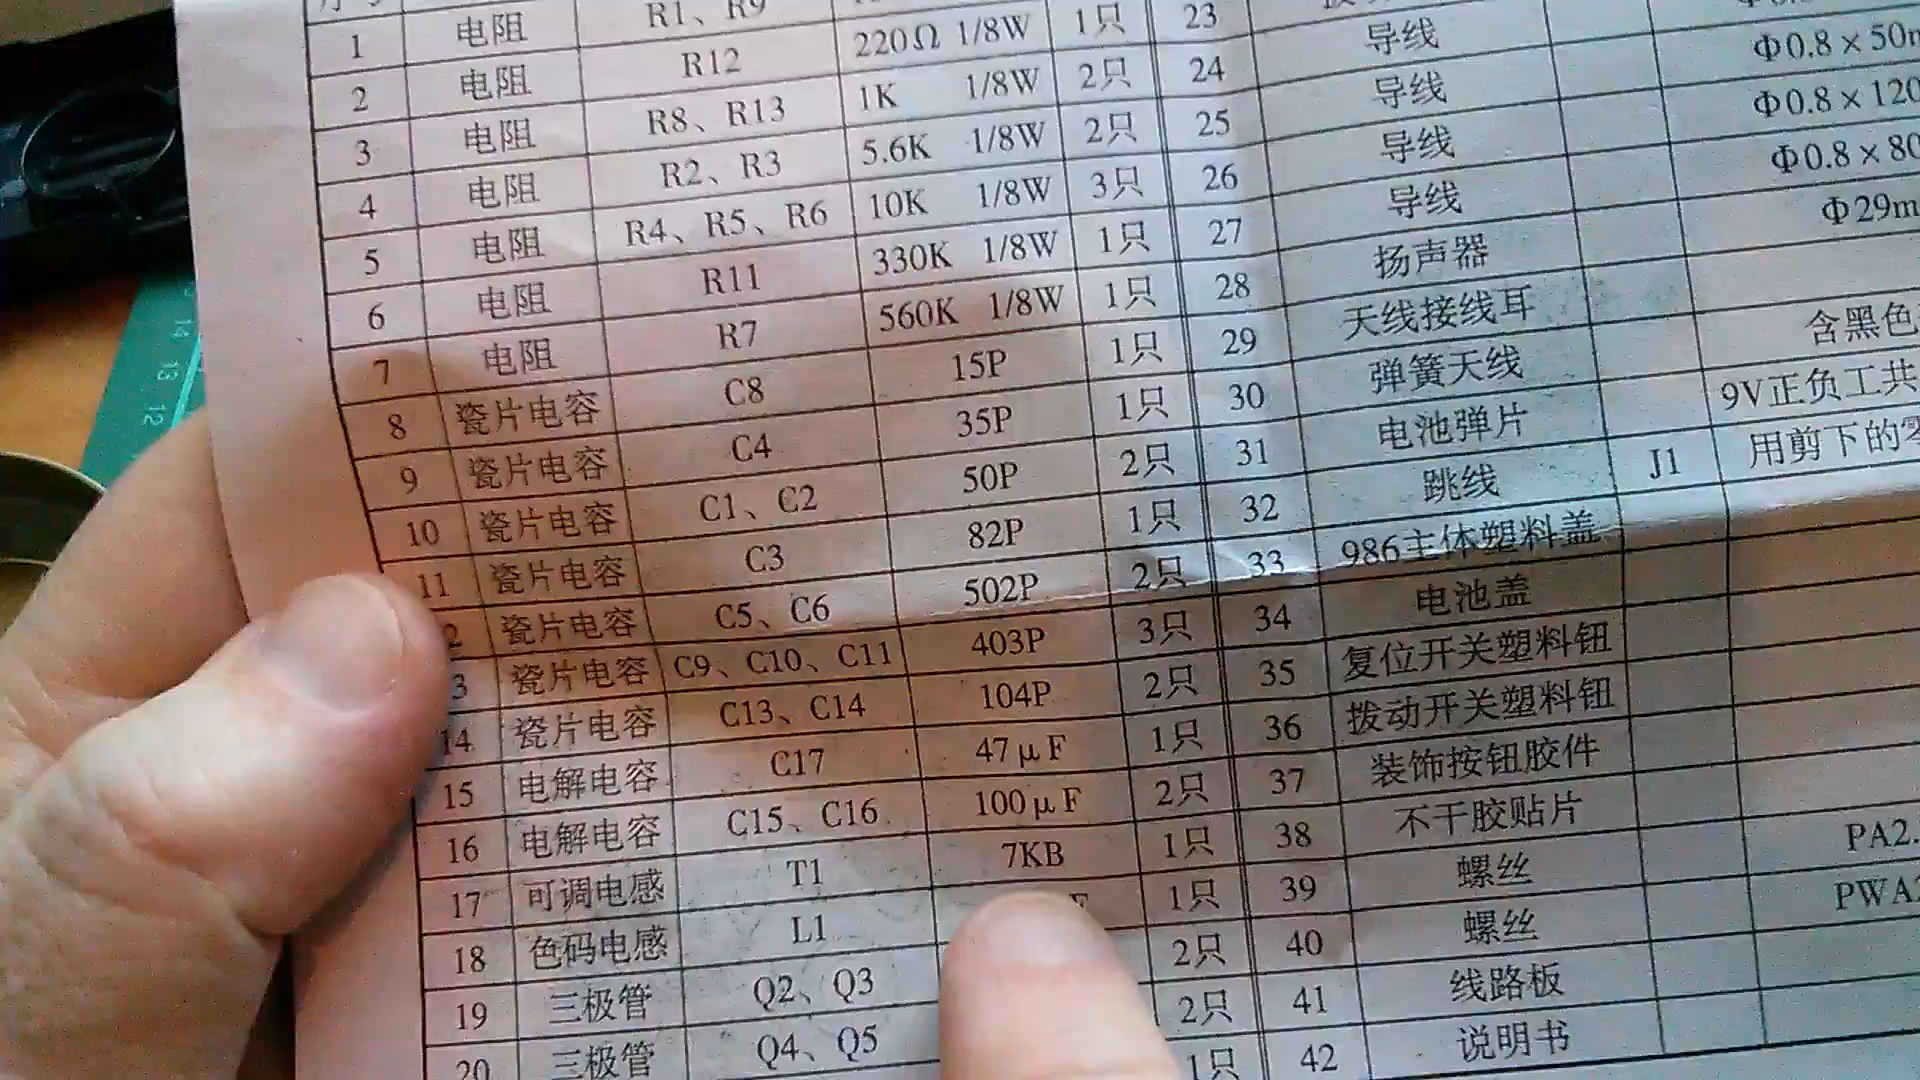 1 电阻 R1、R9
2 电阻 R12 220Ω 1/8W 1只 23
3 电阻 R8、R13 1K 1/8W 2只 24 导线
4 电阻 R2、R3 5.6K 1/8W 2只 25 导线 Φ0.8×50m
5 电阻 R4、R5、R6 10K 1/8W 3只 26 导线 Φ0.8×120
6 电阻 R11 330K 1/8W 1只 27 导线 Φ0.8×80
7 电阻 R7 560K 1/8W 1只 28 扬声器 Φ29m
8 瓷片电容 C8 15P 1只 29 天线接线耳
9 瓷片电容 C4 35P 1只 30 弹簧天线 含黑色
10 瓷片电容 C1、C2 50P 2只 31 电池弹片 9V正负工共
11 瓷片电容 C3 82P 1只 32 跳线 J1 用剪下的零
2 瓷片电容 C5、C6 502P 2只 33 986主体塑料盖
3 瓷片电容 C9、C10、C11 403P 3只 34 电池盖
14 瓷片电容 C13、C14 104P 2只 35 复位开关塑料钮
15 电解电容 C17 47μF 1只 36 拨动开关塑料钮
16 电解电容 C15、C16 100μF 2只 37 装饰按钮胶件
17 可调电感 T1 7KB 1只 38 不干胶贴片
18 色码电感 L1 1只 39 螺丝 PA2.
19 三极管 Q2、Q3 2只 40 螺丝 PWA2
20 三极管 Q4、Q5 2只 41 线路板
1只 42 说明书